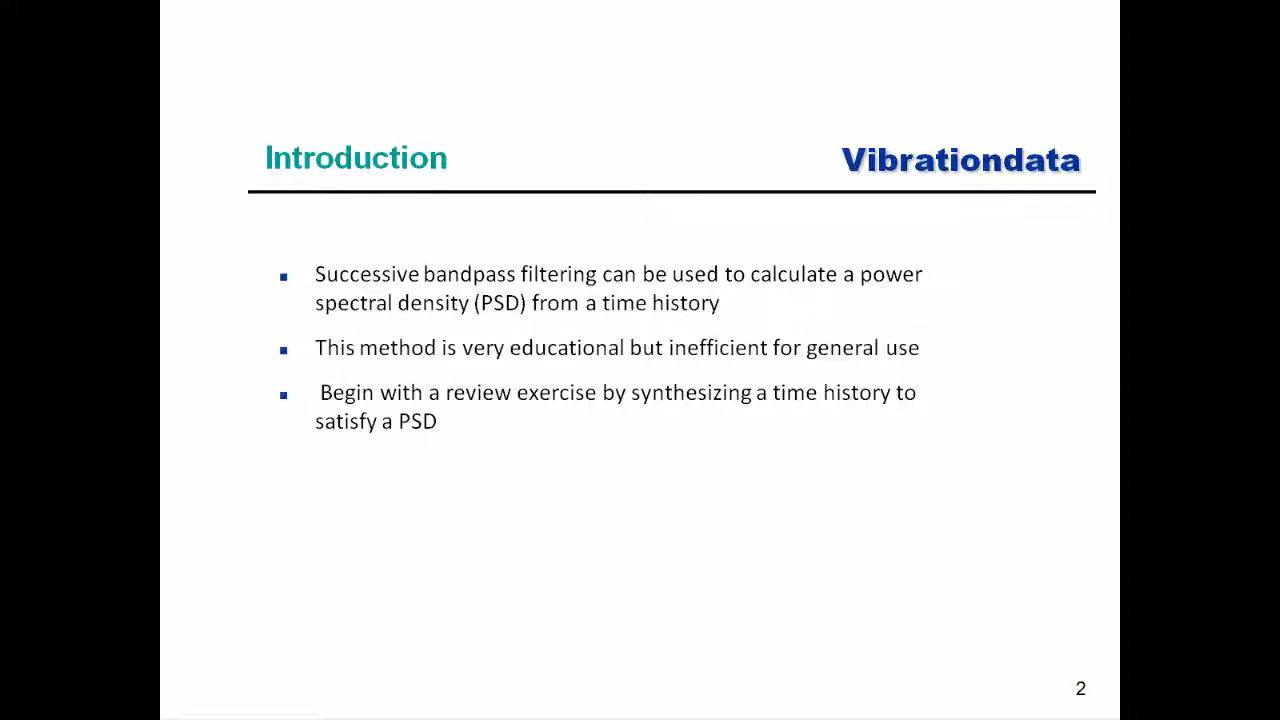 Introduction
Vibrationdata
Successive bandpass filtering can be used to calculate a power
spectral density (PSD) from a time history
This method is very educational but inefficient for general use
Begin with a review exercise by synthesizing a time history to
satisfy a PSD
2